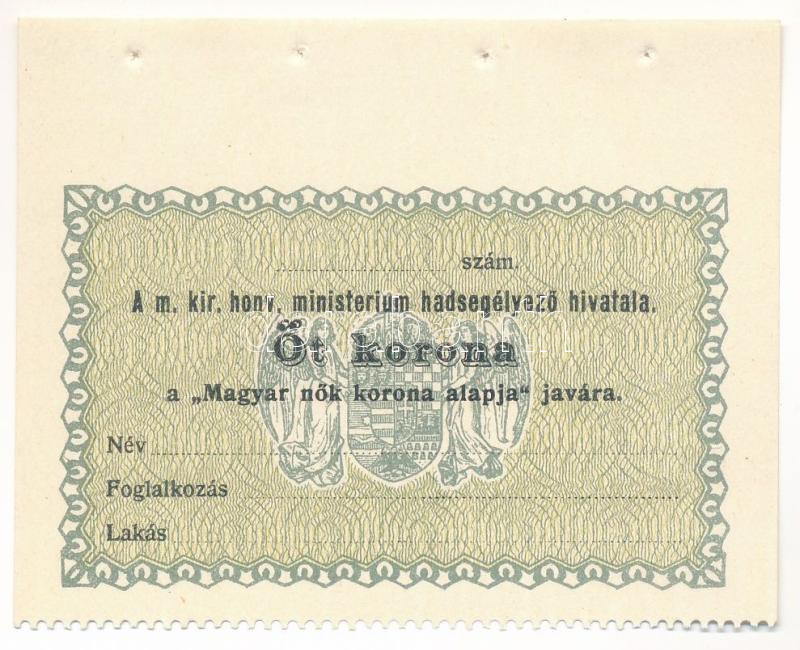 ........................................ szám.
A m. kir. honv. ministerium hadsegélyező hivatala.
Öt korona
a „Magyar nők korona alapja“ javára.
Név
Foglalkozás
Lakás